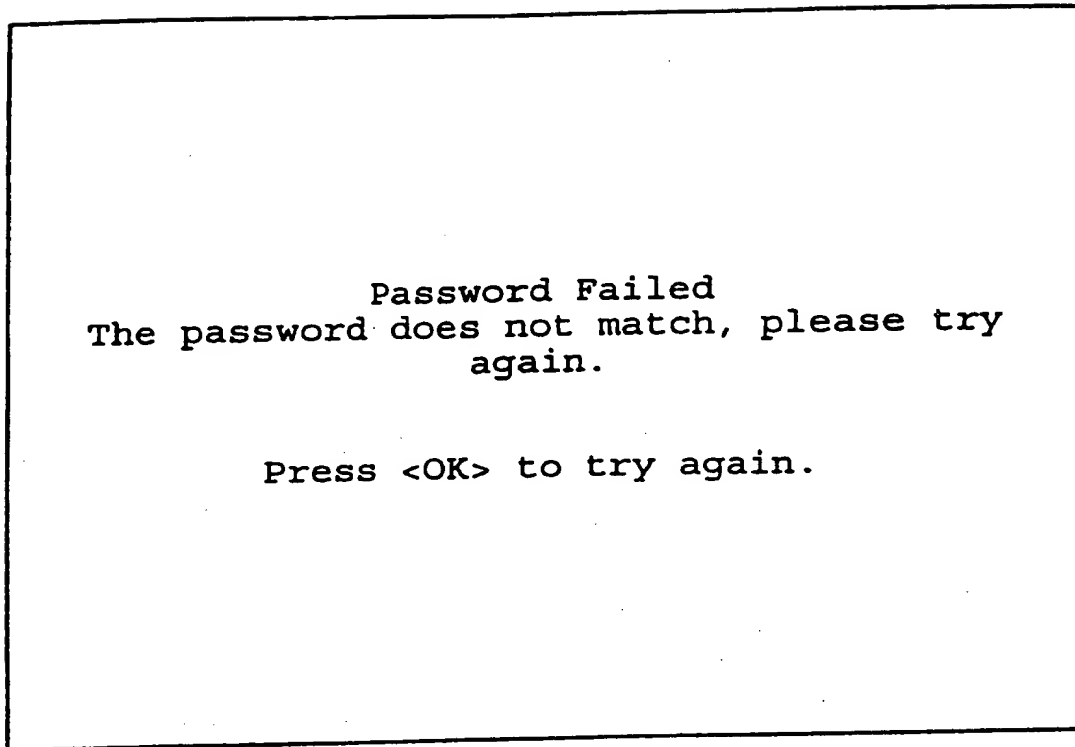 Password Failed
The password does not match, please try
again.
Press <OK> to try again.